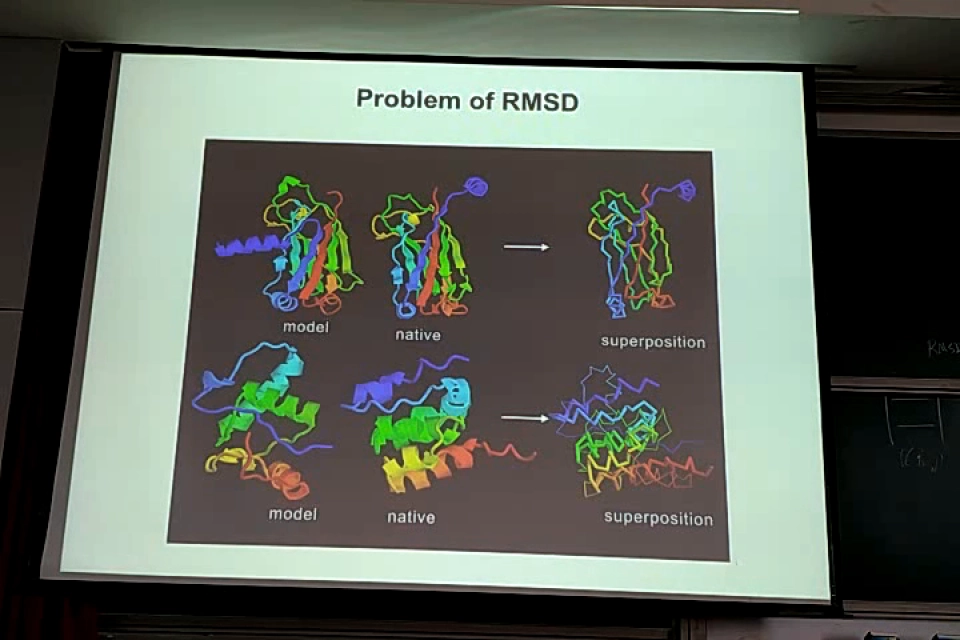 Problem of RMSD
model
native
superposition
model
native
superposition